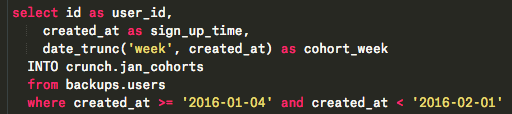 select id as user_id,
created_at as sign_up_time,
date_trunc('week', created_at) as cohort_week
INTO crunch.jan_cohorts
from backups.users
where created_at >= '2016-01-04' and created_at < '2016-02-01'